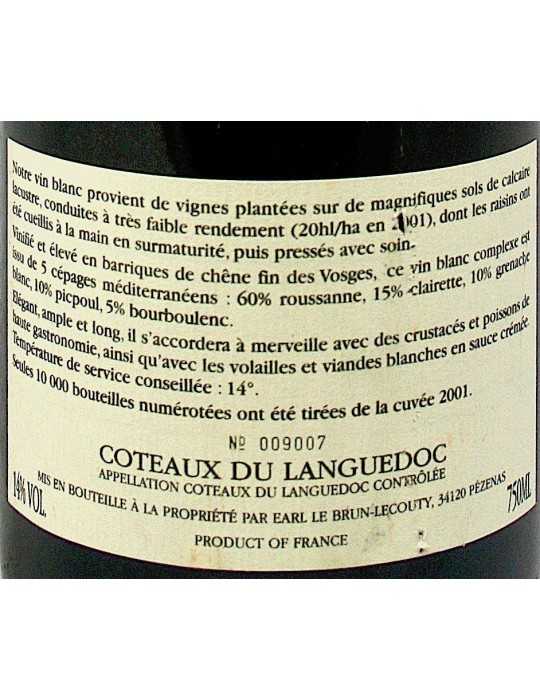 Notre vin blanc provient de vignes plantées sur de magnifiques sols de calcaire
lacustre, conduites à très faible rendement (20hl/ha en 2001), dont les raisins ont
été cueillis à la main en surmaturité, puis pressés avec soin.
Vinifié et élevé en barriques de chêne fin des Vosges, ce vin blanc complexe est
issu de 5 cépages méditerranéens : 60% roussanne, 15% clairette, 10% grenache
blanc, 10% picpoul, 5% bourboulenc.
Elégant, ample et long, il s'accordera à merveille avec des crustacés et poissons de
haute gastronomie, ainsi qu'avec les volailles et viandes blanches en sauce crémée.
Température de service conseillée : 14°.
Seules 10 000 bouteilles numérotées ont été tirées de la cuvée 2001.
Nº 009007
COTEAUX DU LANGUEDOC
APPELLATION COTEAUX DU LANGUEDOC CONTRÔLÉE
14% VOL.
MIS EN BOUTEILLE À LA PROPRIÉTÉ PAR EARL LE BRUN-LECOUTY, 34120 PÉZENAS
750ML
PRODUCT OF FRANCE